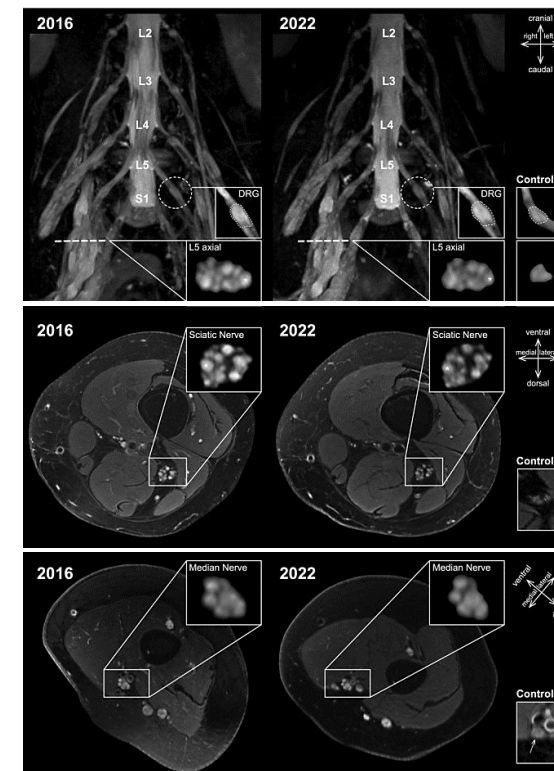 2016
2022
cranial
right left
caudal
L2
L2
L3
L3
L4
L4
L5
L5
S1
S1
DRG
DRG
Control
L5 axial
L5 axial
2016
2022
Sciatic Nerve
Sciatic Nerve
ventral
medial
dorsal
Control
2016
2022
Median Nerve
Median Nerve
ventral
lateral
medial
Control